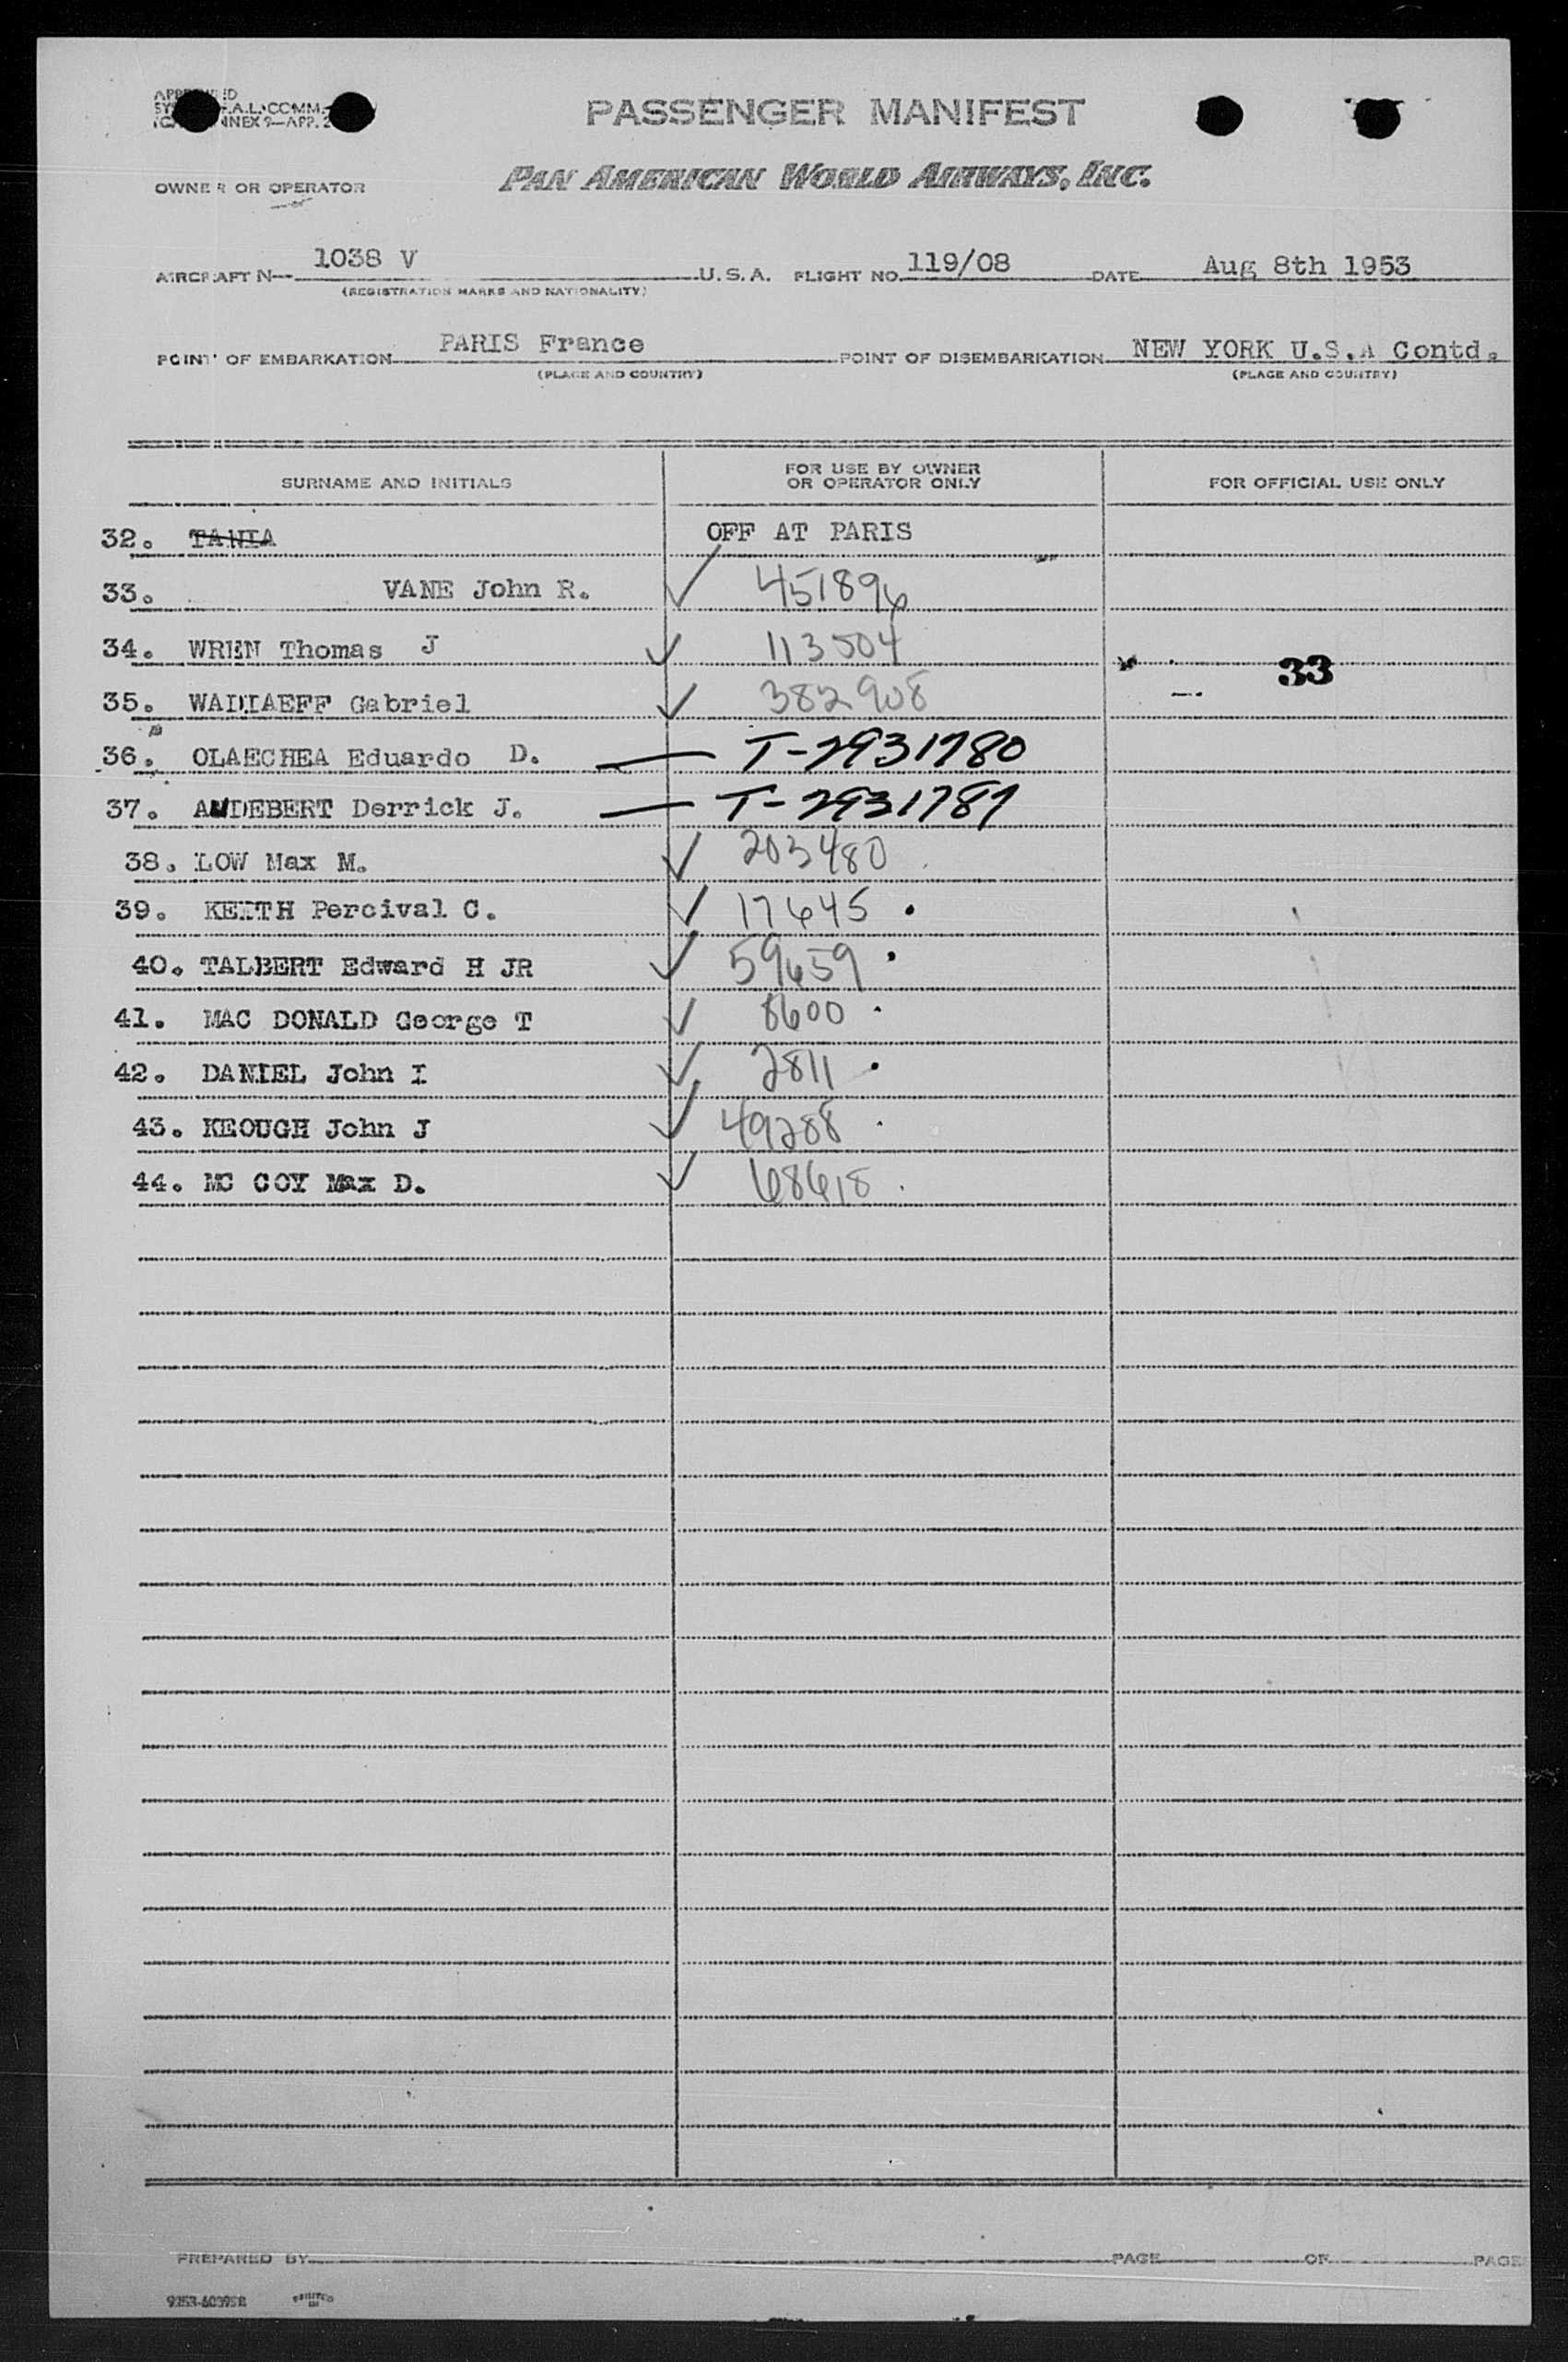 PASSENGER MANIFEST
OWNER OR OPERATOR PAN AMERICAN WORLD AIRWAYS, INC.
AIRCRAFT N- 1038 V U.S.A. FLIGHT NO. 119/08 DATE Aug 8th 1953
(REGISTRATION MARKS AND NATIONALITY)
POINT OF EMBARKATION PARIS France POINT OF DISEMBARKATION NEW YORK U.S.A Contd.
(PLACE AND COUNTRY) (PLACE AND COUNTRY)
SURNAME AND INITIALS FOR USE BY OWNER OR OPERATOR ONLY FOR OFFICIAL USE ONLY
32. TANIA OFF AT PARIS
33. VANE John R. 451896
34. WREN Thomas J 113504
33
35. Gabriel 382908
36. OLAECHEA Eduardo D. T-2931780
37. AUDEBERT Derrick J. T-2931781
38. LOW Max M. 203480
39. KEITH Percival C. 17645
40. TALBERT Edward H JR 59659
41. MAC DONALD George T 8600
42. DANIEL John I 2811
43. KEOUGH John J 49288
44. MC COY Max D. 68618
PREPARED BY PAGE OF PAGE